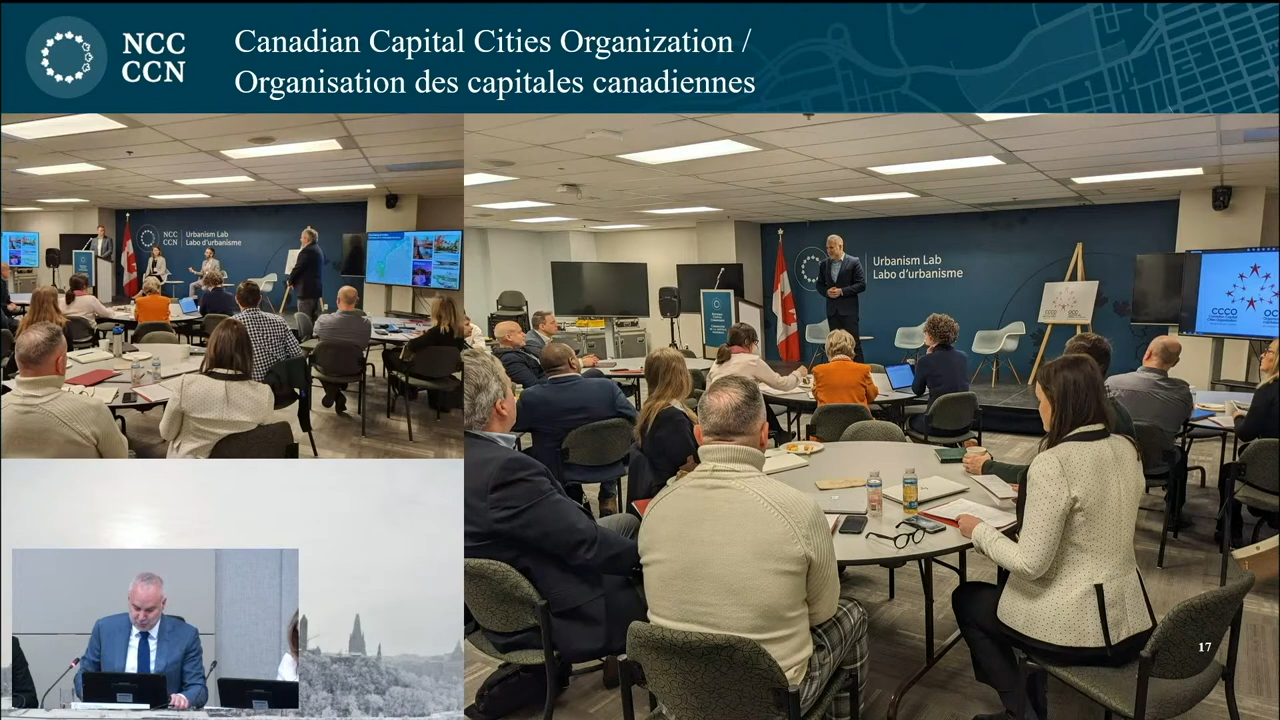 NCC
CCN
Canadian Capital Cities Organization /
Organisation des capitales canadiennes
NCC
CCN
Urbanism Lab
Labo d'urbanisme
Urbanism Lab
Labo d'urbanisme
CCCO
17